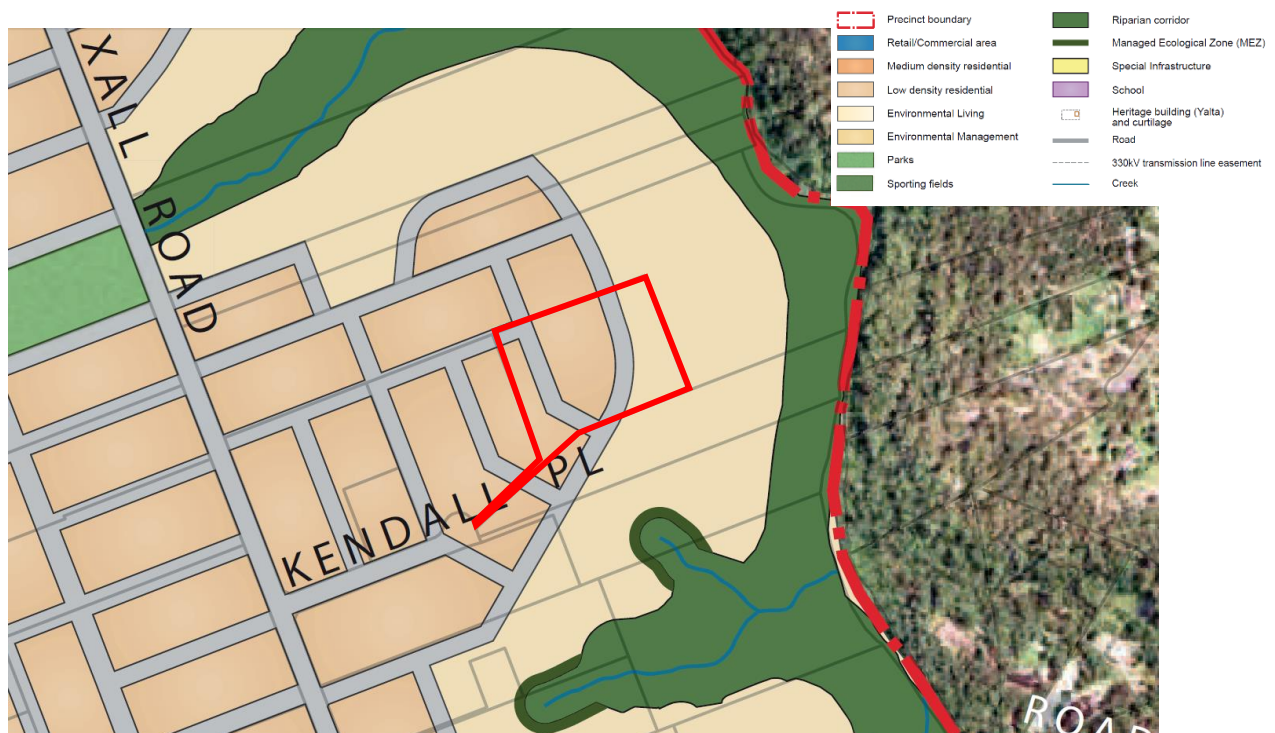 Precinct boundary
Retail/Commercial area
Medium density residential
Low density residential
Environmental Living
Environmental Management
Parks
Sporting fields
Riparian corridor
Managed Ecological Zone (MEZ)
Special Infrastructure
School
Heritage building (Yalta)
and curtilage
Road
330kV transmission line easement
Creek
XALL ROAD
KENDALL PL
ROAD